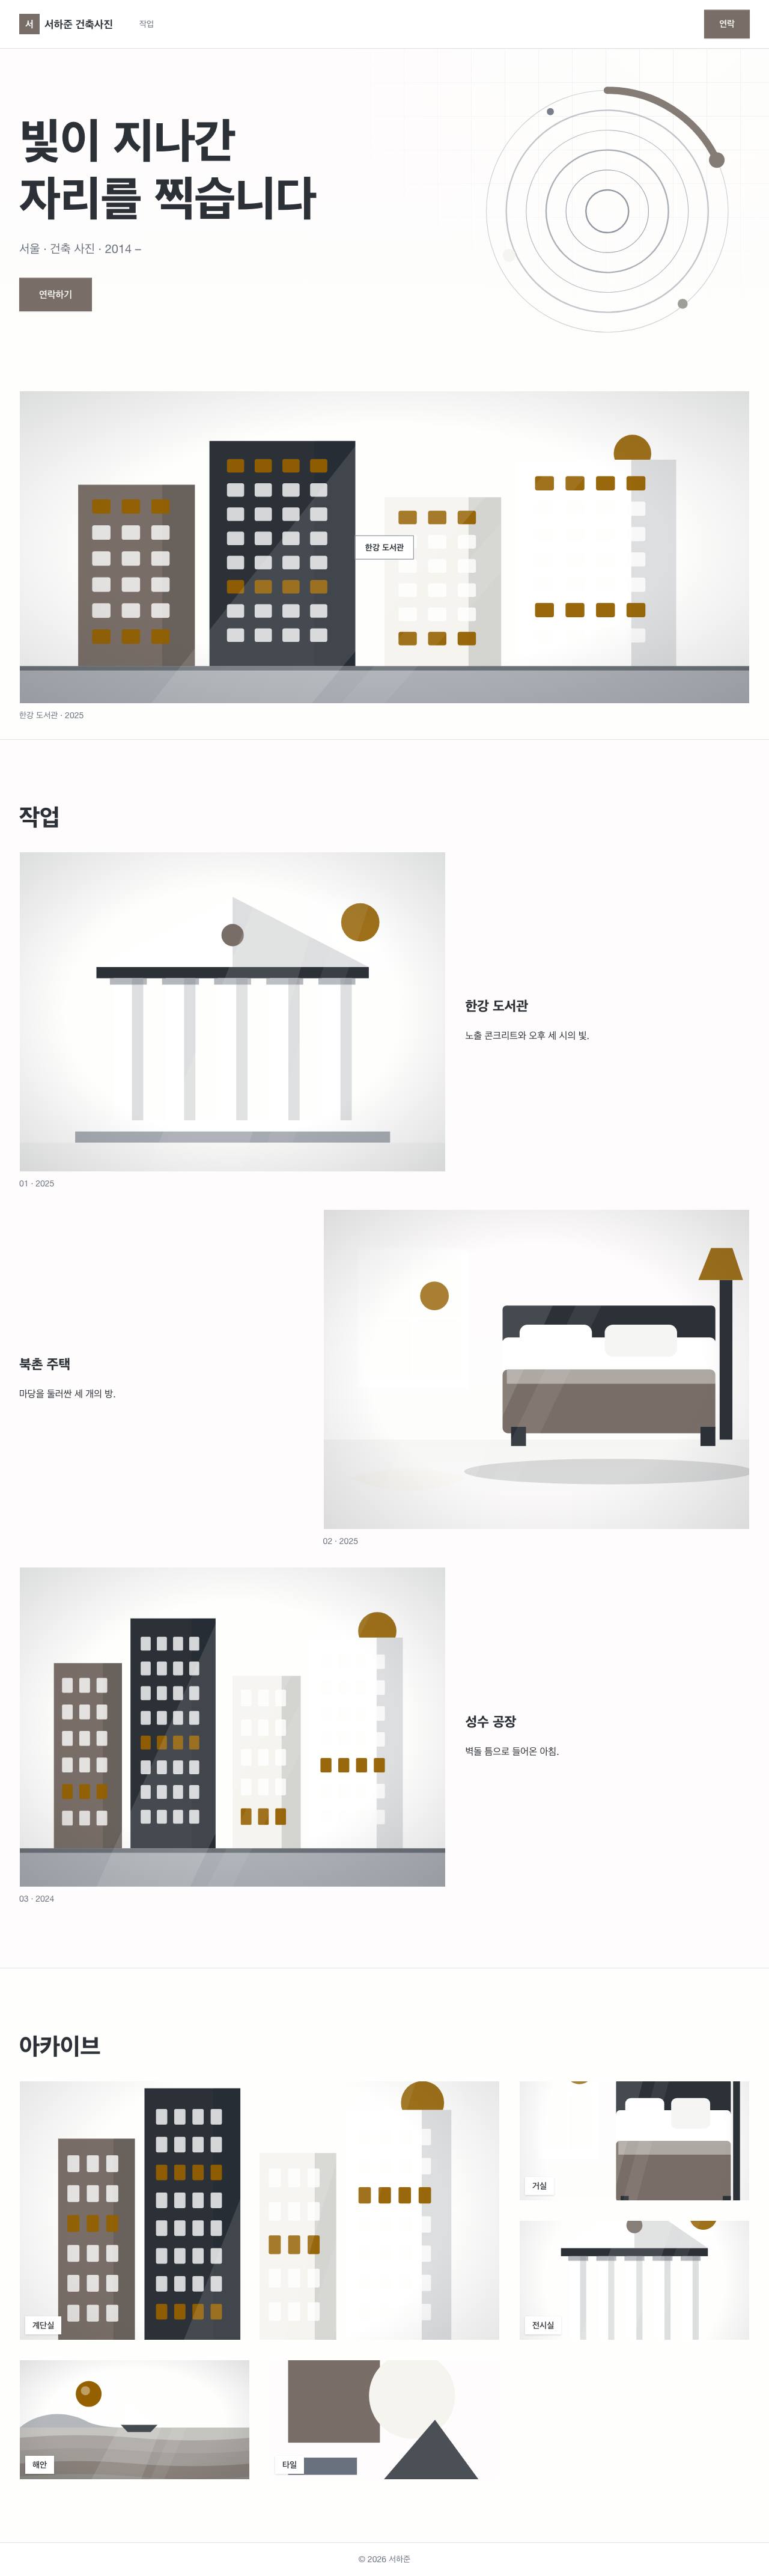 서
서하준 건축사진
작업
연락
빛이 지나간
자리를 찍습니다
서울 · 건축 사진 · 2014 –
연락하기
한강 도서관
한강 도서관 · 2025
작업
한강 도서관
노출 콘크리트와 오후 세 시의 빛.
01 · 2025
북촌 주택
마당을 둘러싼 세 개의 방.
02 · 2025
성수 공장
벽돌 틈으로 들어온 아침.
03 · 2024
아카이브
계단실
거실
전시실
해안
타일
© 2026 서하준